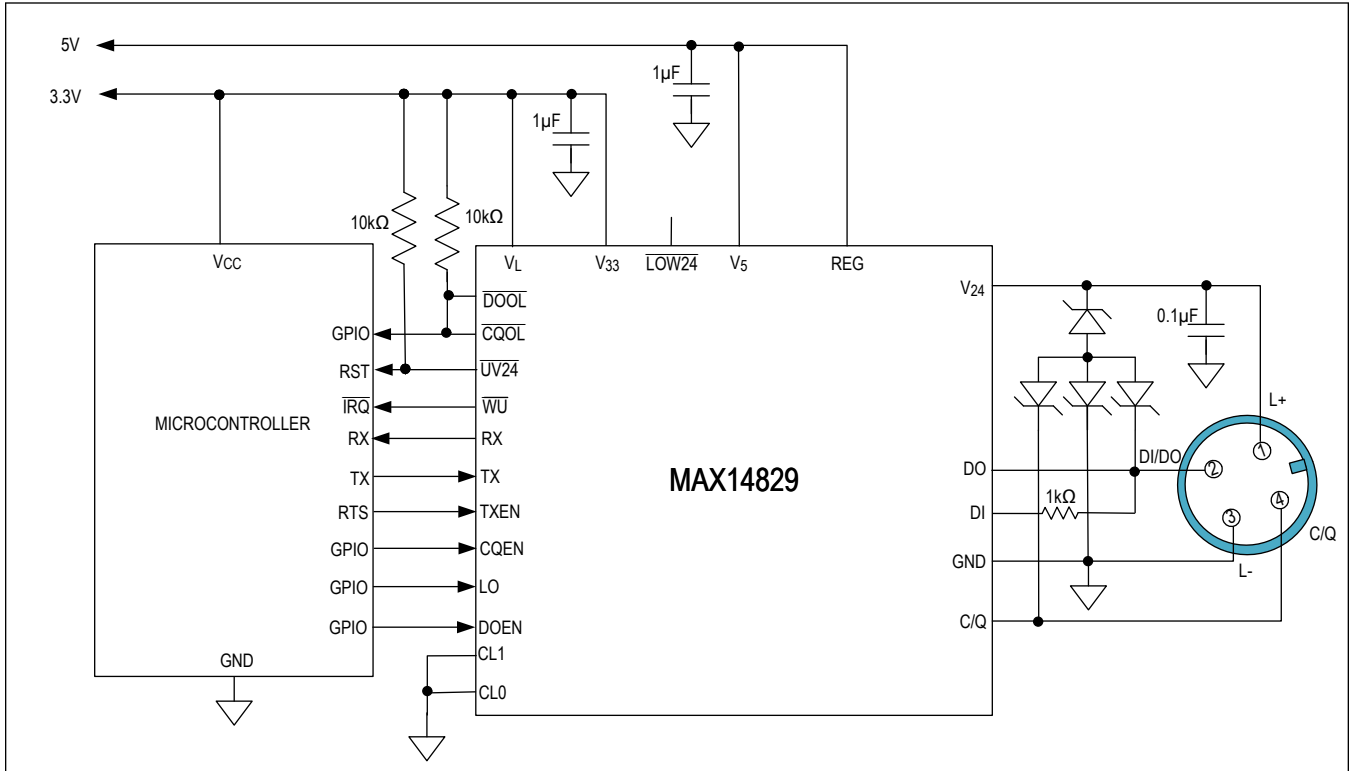 5V
1µF
3.3V
1µF
10kΩ
10kΩ
VCC
VL
V33
LOW24
V5
REG
V24
DOOL
0.1µF
GPIO
CQOL
RST
UV24
L+
IRQ
WU
MICROCONTROLLER
RX
RX
1
DI/DO
TX
TX
MAX14829
DO
2
RTS
TXEN
DI
1kΩ
4
3
C/Q
GPIO
CQEN
GND
L-
GPIO
LO
GPIO
DOEN
C/Q
CL1
GND
CL0